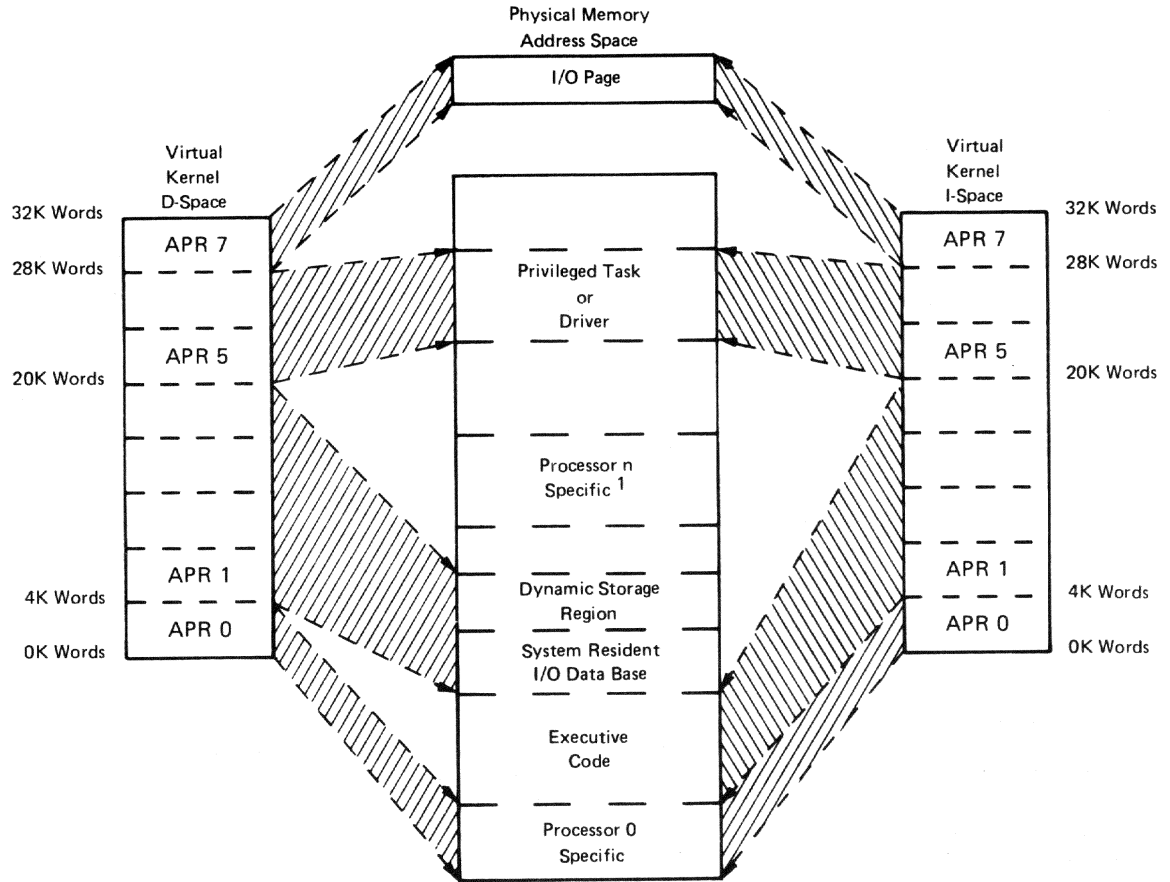 Physical Memory
Address Space
I/O Page
Virtual
Kernel
D-Space
32K Words
APR 7
28K Words
APR 5
20K Words
APR 1
4K Words
APR 0
0K Words
Privileged Task
or
Driver
Processor n
Specific 1
Dynamic Storage
Region
System Resident
I/O Data Base
Executive
Code
Processor 0
Specific
Virtual
Kernel
I-Space
32K Words
APR 7
28K Words
APR 5
20K Words
APR 1
4K Words
APR 0
0K Words